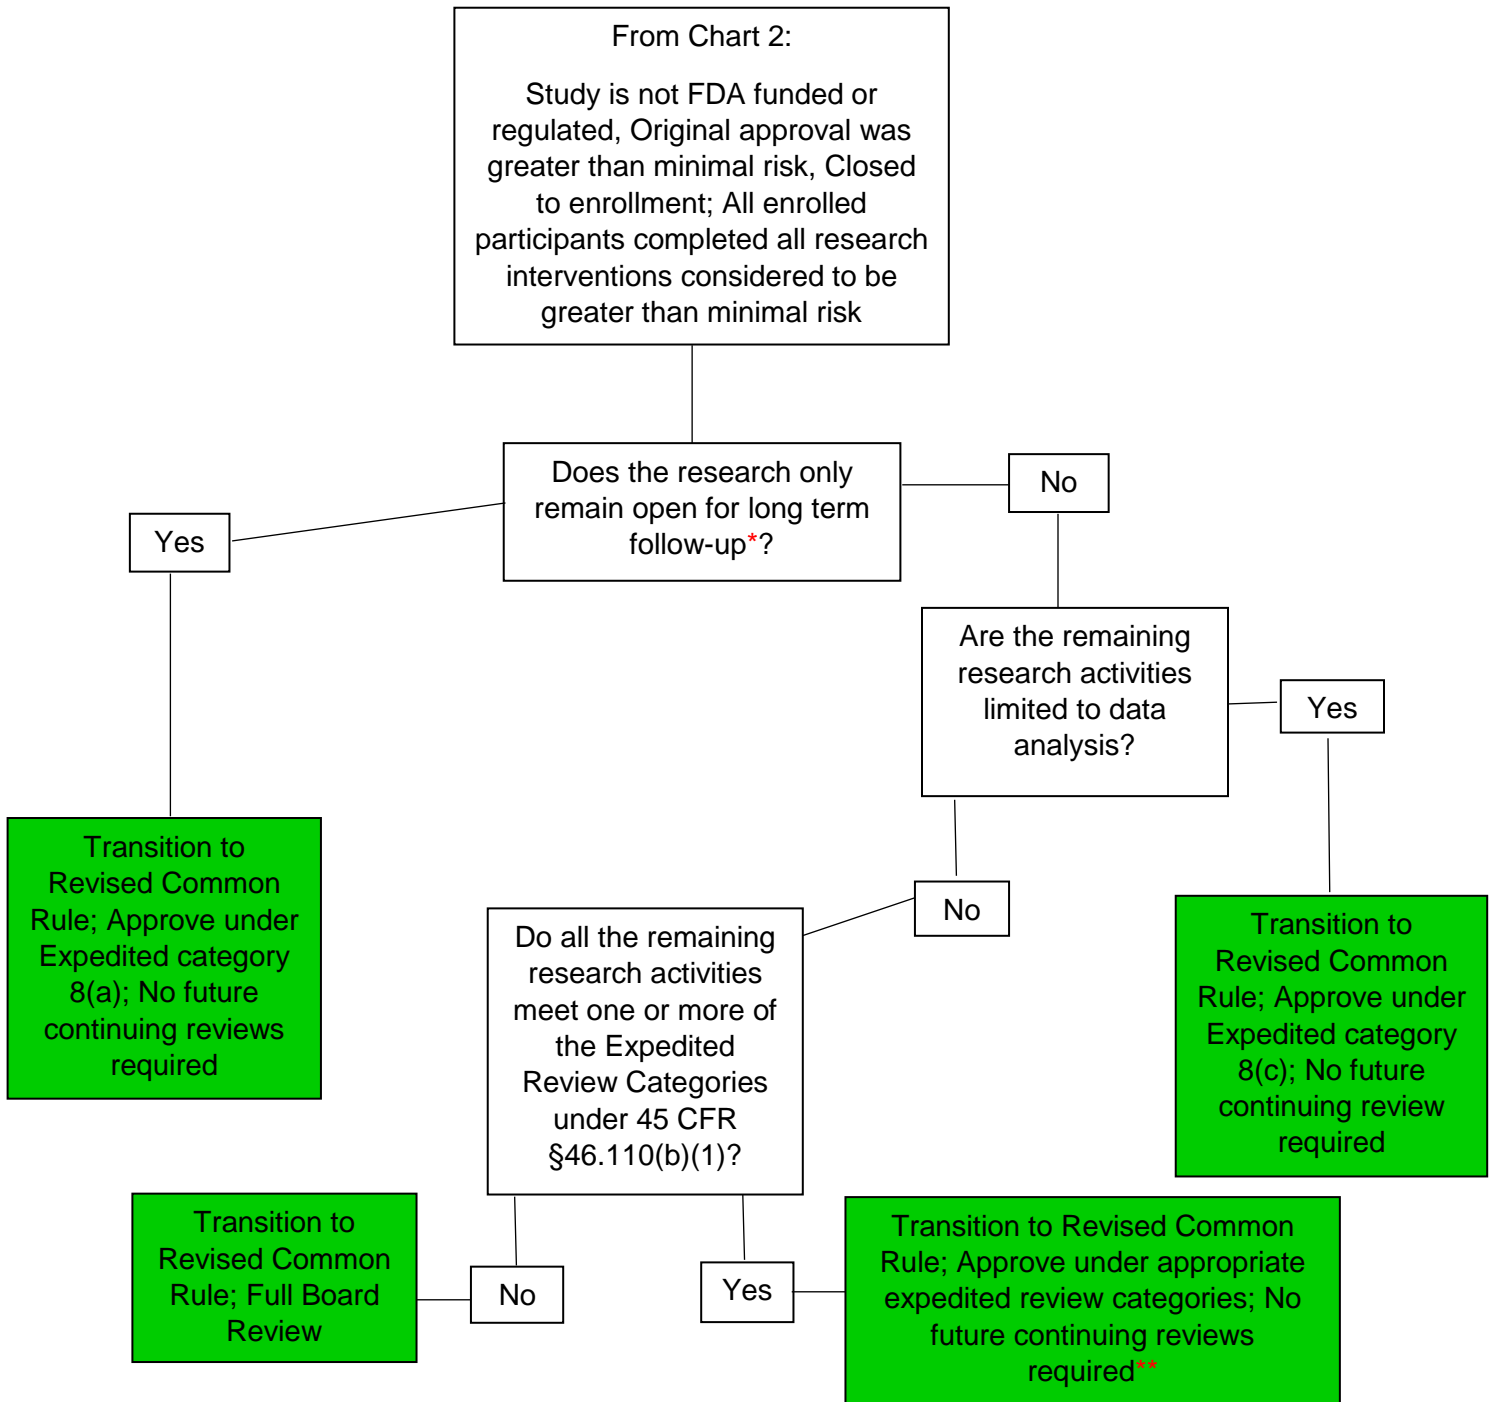 From Chart 2:
Study is not FDA funded or
regulated, Original approval was
greater than minimal risk, Closed
to enrollment; All enrolled
participants completed all research
interventions considered to be
greater than minimal risk
Does the research only
remain open for long term
follow-up*?
No
Yes
Are the remaining
research activities
limited to data
analysis?
Yes
Transition to
Revised Common
Rule; Approve under
Expedited category
8(a); No future
continuing reviews
required
No
Transition to
Revised Common
Rule; Approve under
Expedited category
8(c); No future
continuing review
required
Do all the remaining
research activities
meet one or more of
the Expedited
Review Categories
under 45 CFR
§46.110(b)(1)?
Transition to
Revised Common
Rule; Full Board
Review
No
Yes
Transition to Revised Common
Rule; Approve under appropriate
expedited review categories; No
future continuing reviews
required**